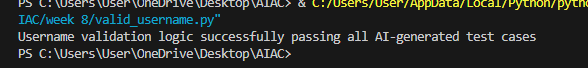 PS C:\Users\User\OneDrive\Desktop\AIAC> & C:/Users/User/AppData/Local/Python/pytho
IAC/week 8/valid_username.py"
Username validation logic successfully passing all AI-generated test cases
PS C:\Users\User\OneDrive\Desktop\AIAC>